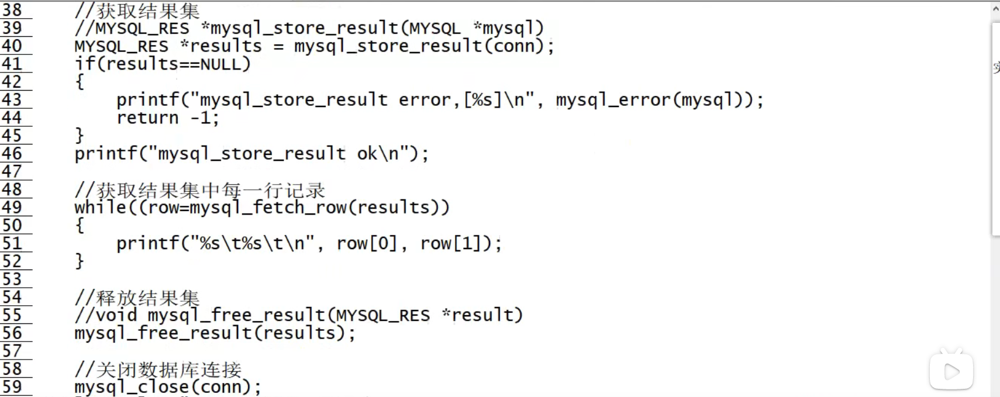 38 //获取结果集
39 //MYSQL_RES *mysql_store_result(MYSQL *mysql)
40 MYSQL_RES *results = mysql_store_result(conn);
41 if(results==NULL)
42 {
43 printf("mysql_store_result error,[%s]\n", mysql_error(mysql));
44 return -1;
45 }
46 printf("mysql_store_result ok\n");
47
48 //获取结果集中每一行记录
49 while((row=mysql_fetch_row(results))
50 {
51 printf("%s\t%s\t\n", row[0], row[1]);
52 }
53
54 //释放结果集
55 //void mysql_free_result(MYSQL_RES *result)
56 mysql_free_result(results);
57
58 //关闭数据库连接
59 mysql_close(conn);